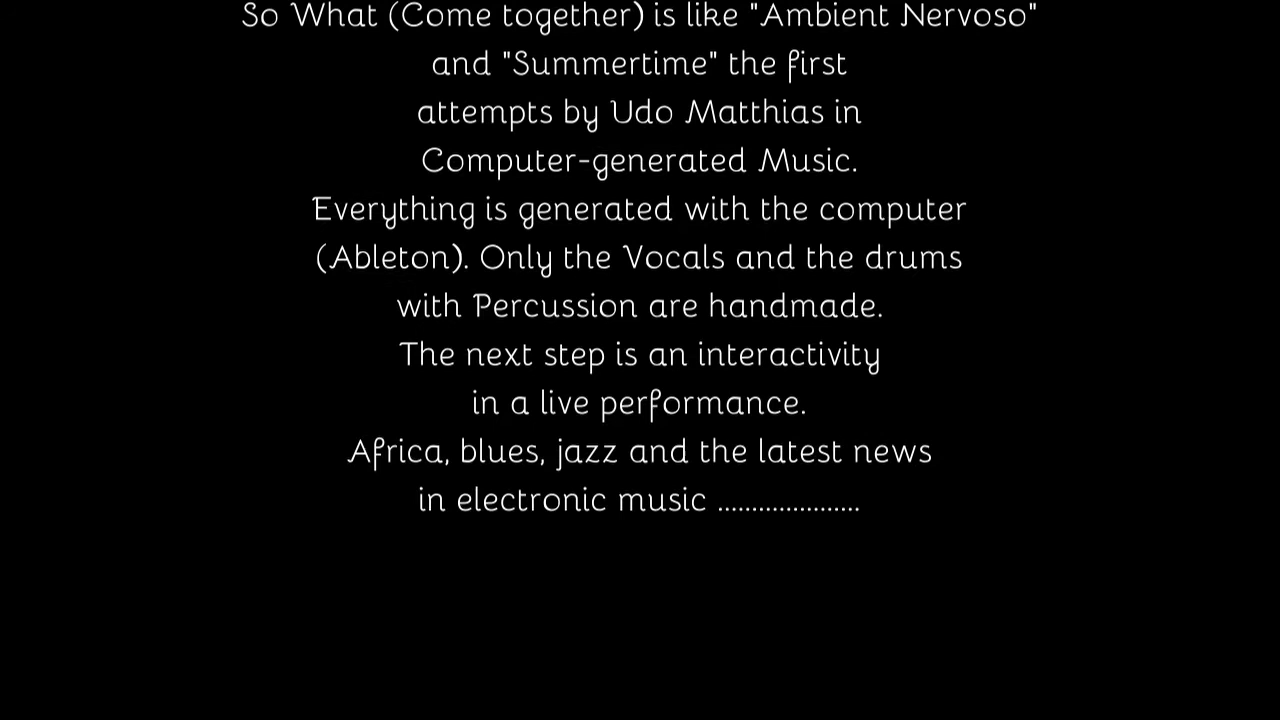 So What (Come together) is like "Ambient Nervoso"
and "Summertime" the first
attempts by Udo Matthias in
Computer-generated Music.
Everything is generated with the computer
(Ableton). Only the Vocals and the drums
with Percussion are handmade.
The next step is an interactivity
in a live performance.
Africa, blues, jazz and the latest news
in electronic music .....................